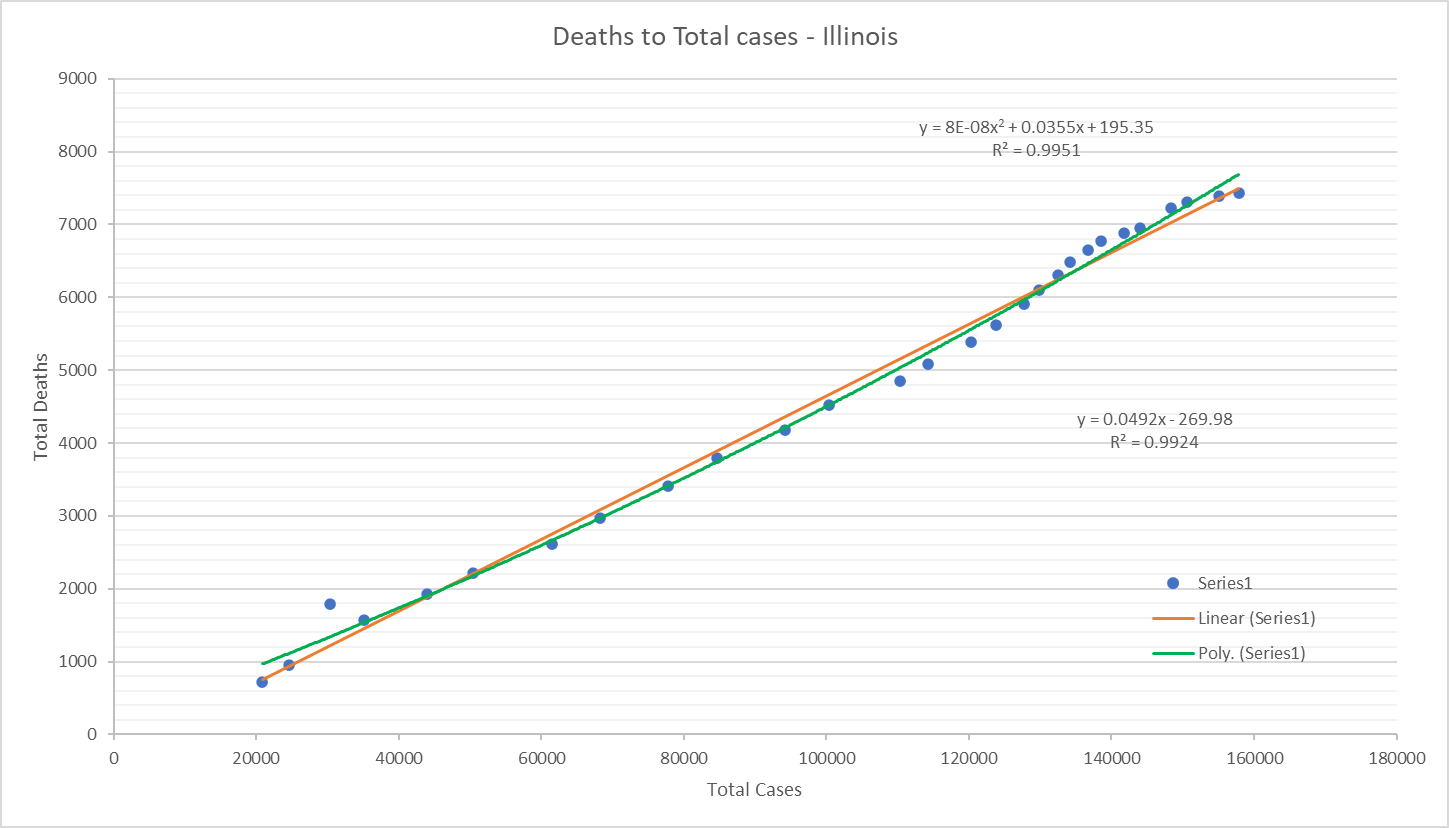 Deaths to Total cases - Illinois
9000
8000
7000
6000
5000
4000
3000
2000
1000
0
Total Deaths
y = 8E-08x² + 0.0355x + 195.35
R² = 0.9951
y = 0.0492x - 269.98
R² = 0.9924
Series1
Linear (Series1)
Poly. (Series1)
0 20000 40000 60000 80000 100000 120000 140000 160000 180000
Total Cases